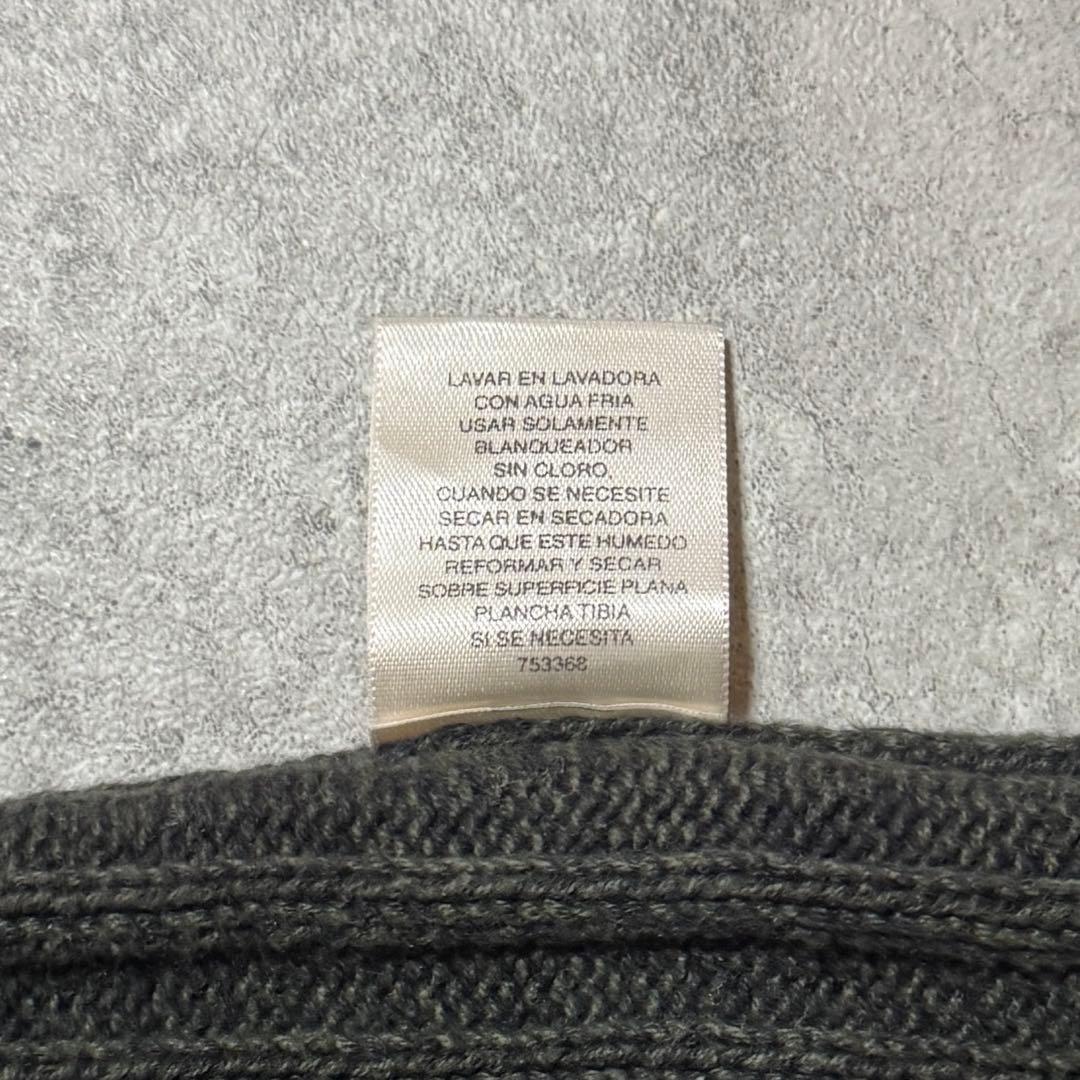 LAVAR EN LAVADORA
CON AGUA FRIA
USAR SOLAMENTE
BLANQUEADOR
SIN CLORO,
CUANDO SE NECESITE
SECAR EN SECADORA
HASTA QUE ESTE HUMEDO
REFORMAR Y SECAR
SOBRE SUPERFICIE PLANA
PLANCHA TIBIA
SI SE NECESITA
753368